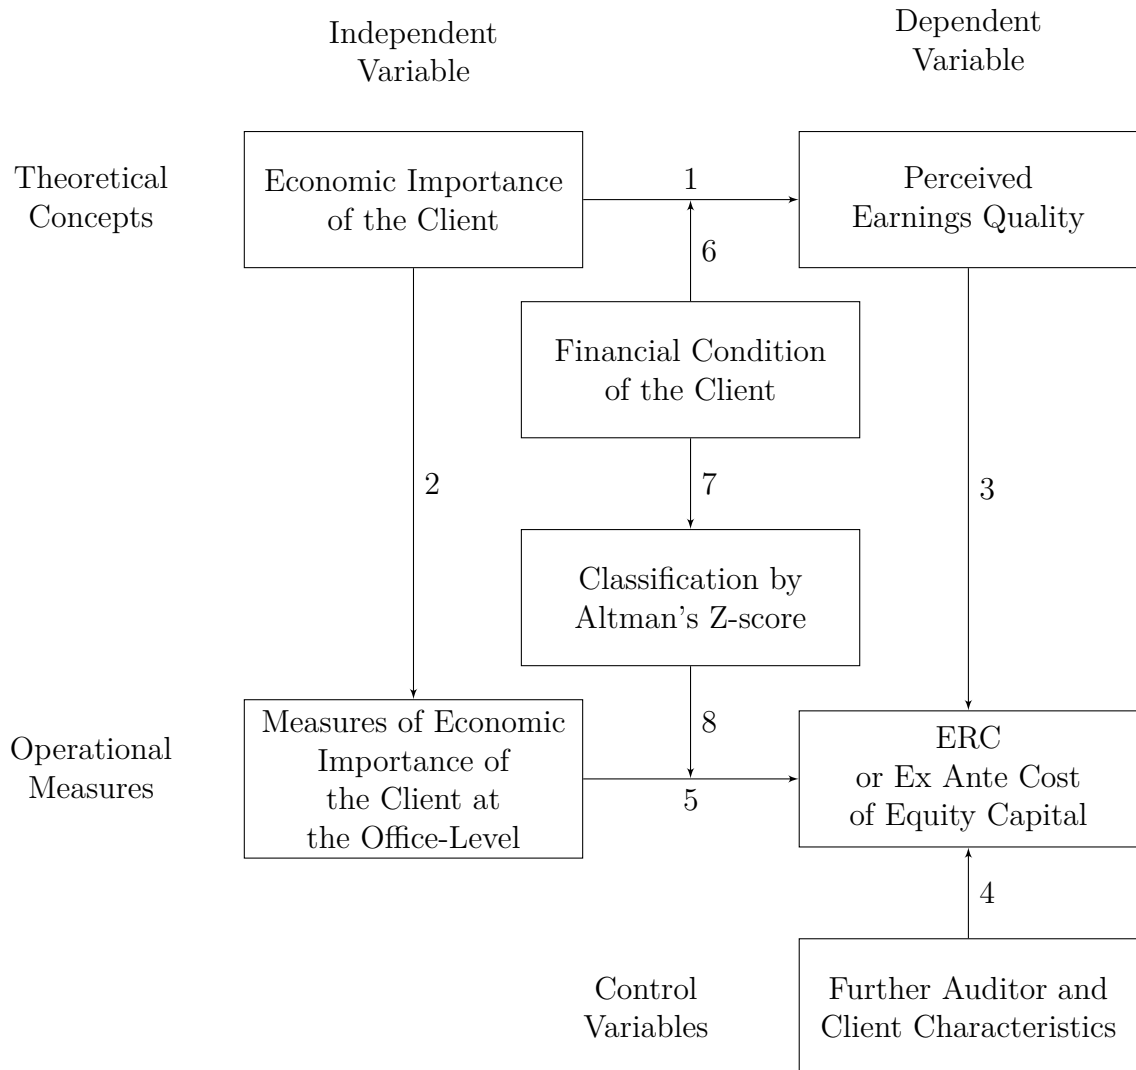 Independent
Variable
Dependent
Variable
Theoretical
Concepts
Economic Importance
of the Client
1
Perceived
Earnings Quality
6
Financial Condition
of the Client
2
7
3
Classification by
Altman's Z-score
8
Operational
Measures
Measures of Economic
Importance of
the Client at
the Office-Level
5
ERC
or Ex Ante Cost
of Equity Capital
4
Control
Variables
Further Auditor and
Client Characteristics